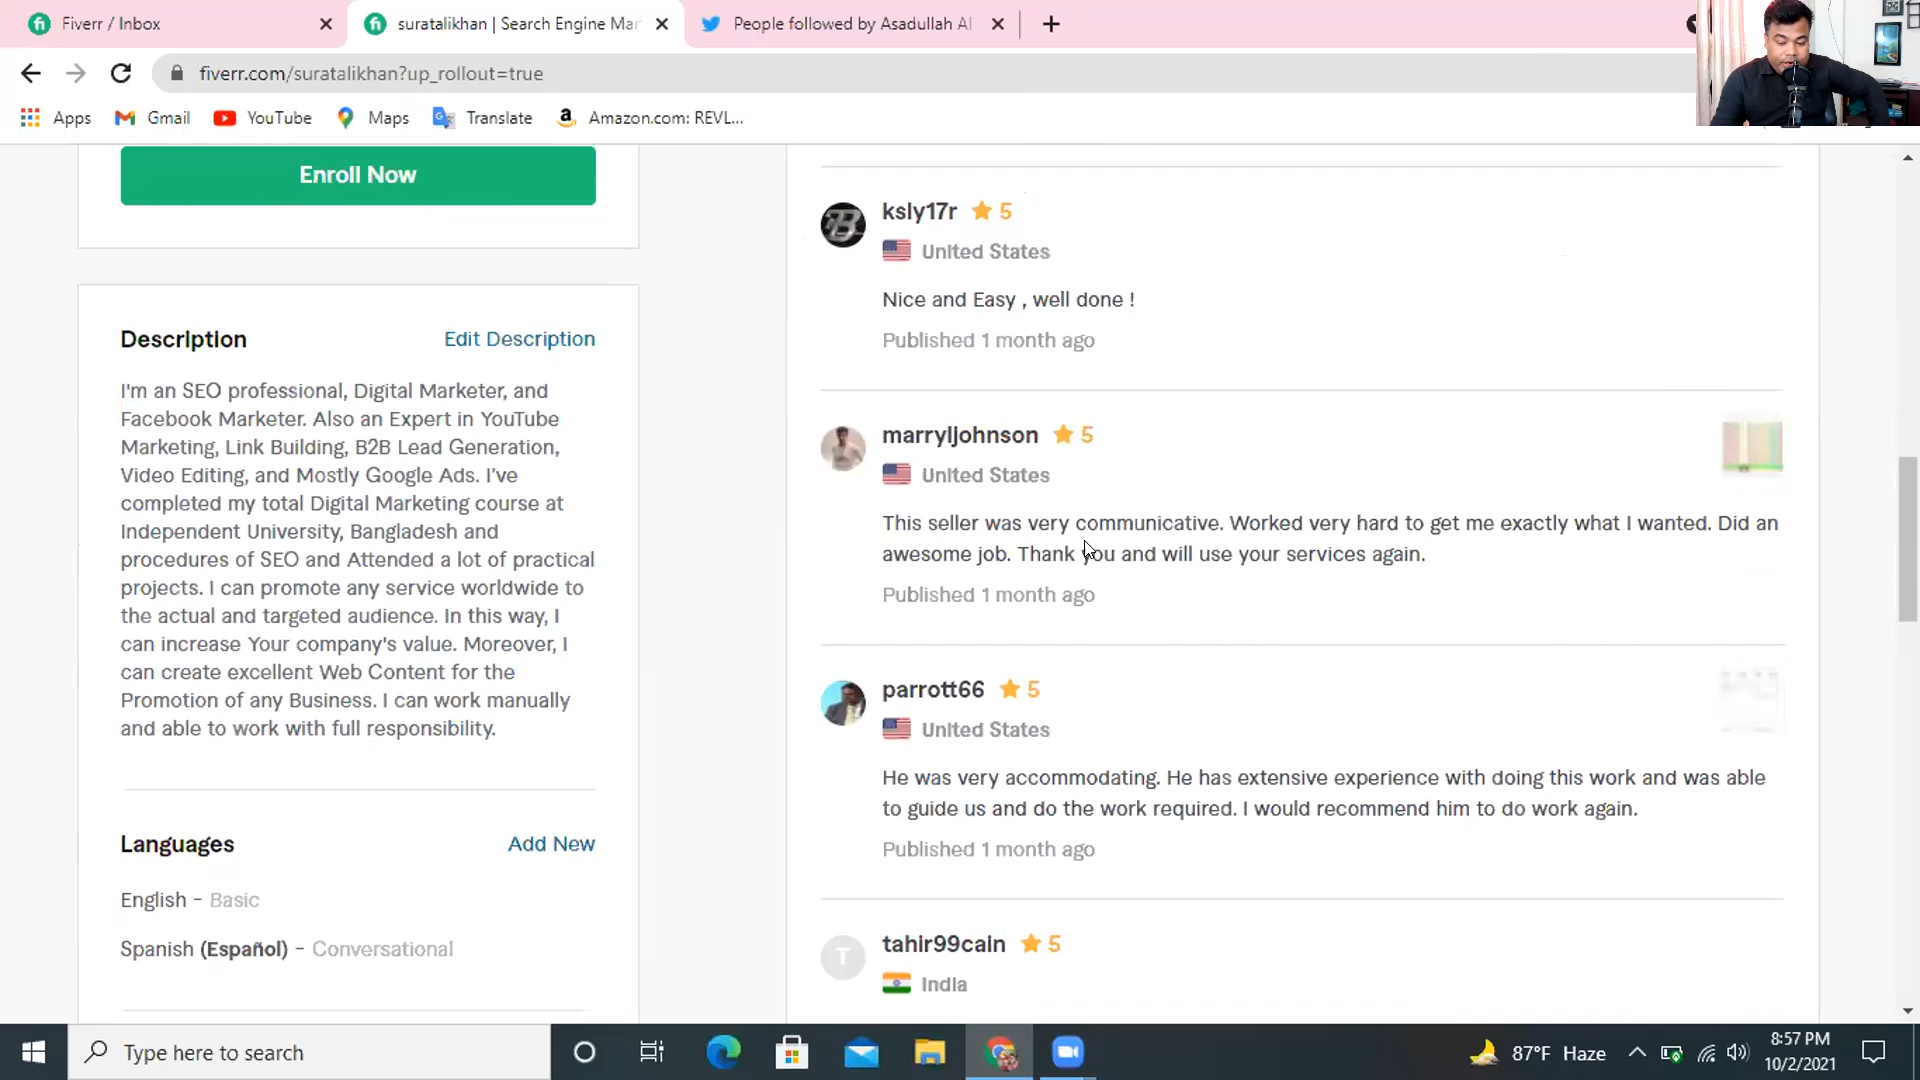 Fiverr / Inbox
suratalikhan | Search Engine Mar
People followed by Asadullah Al
fiverr.com/suratalikhan?up_rollout=true
Apps
Gmail
YouTube
Maps
Translate
Amazon.com: REVL...
Enroll Now
Description
Edit Description
I'm an SEO professional, Digital Marketer, and
Facebook Marketer. Also an Expert in YouTube
Marketing, Link Building, B2B Lead Generation,
Video Editing, and Mostly Google Ads. I've
completed my total Digital Marketing course at
Independent University, Bangladesh and
procedures of SEO and Attended a lot of practical
projects. I can promote any service worldwide to
the actual and targeted audience. In this way, I
can increase Your company's value. Moreover, I
can create excellent Web Content for the
Promotion of any Business. I can work manually
and able to work with full responsibility.
Languages
Add New
English - Basic
Spanish (Español) - Conversational
ksly17r 5
United States
Nice and Easy , well done !
Published 1 month ago
marryljohnson 5
United States
This seller was very communicative. Worked very hard to get me exactly what I wanted. Did an
awesome job. Thank you and will use your services again.
Published 1 month ago
parrott66 5
United States
He was very accommodating. He has extensive experience with doing this work and was able
to guide us and do the work required. I would recommend him to do work again.
Published 1 month ago
T
tahir99cain 5
India
Type here to search
87°F Haze
8:57 PM
10/2/2021